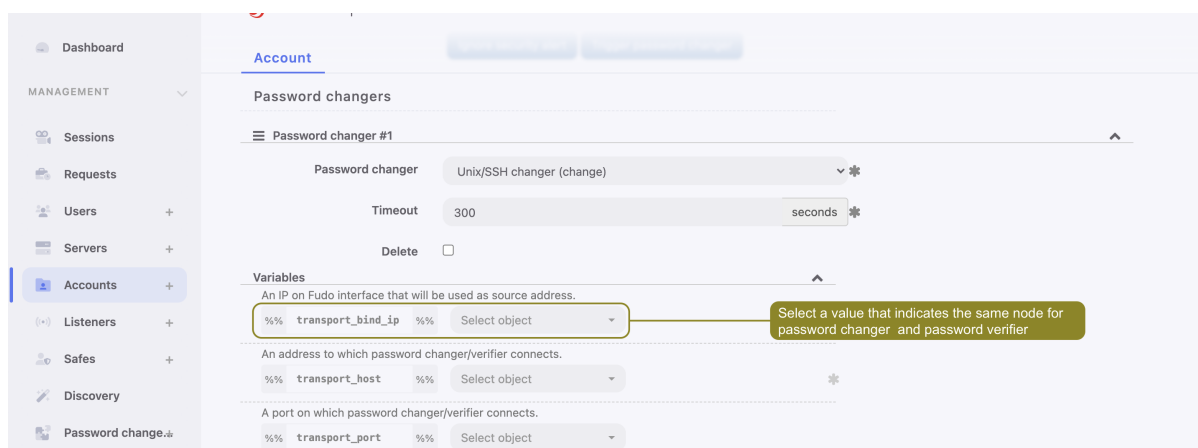 Dashboard
Account
MANAGEMENT
Password changers
Sessions
Password changer #1
Requests
Password changer
Unix/SSH changer (change)
Users
Timeout
300
seconds
Servers
Delete
Accounts
Variables
An IP on Fudo interface that will be used as source address.
%% transport_bind_ip %% Select object
Select a value that indicates the same node for
password changer and password verifier
Listeners
Safes
An address to which password changer/verifier connects.
%% transport_host %% Select object
Discovery
A port on which password changer/verifier connects.
Password change.
%% transport_port %% Select object